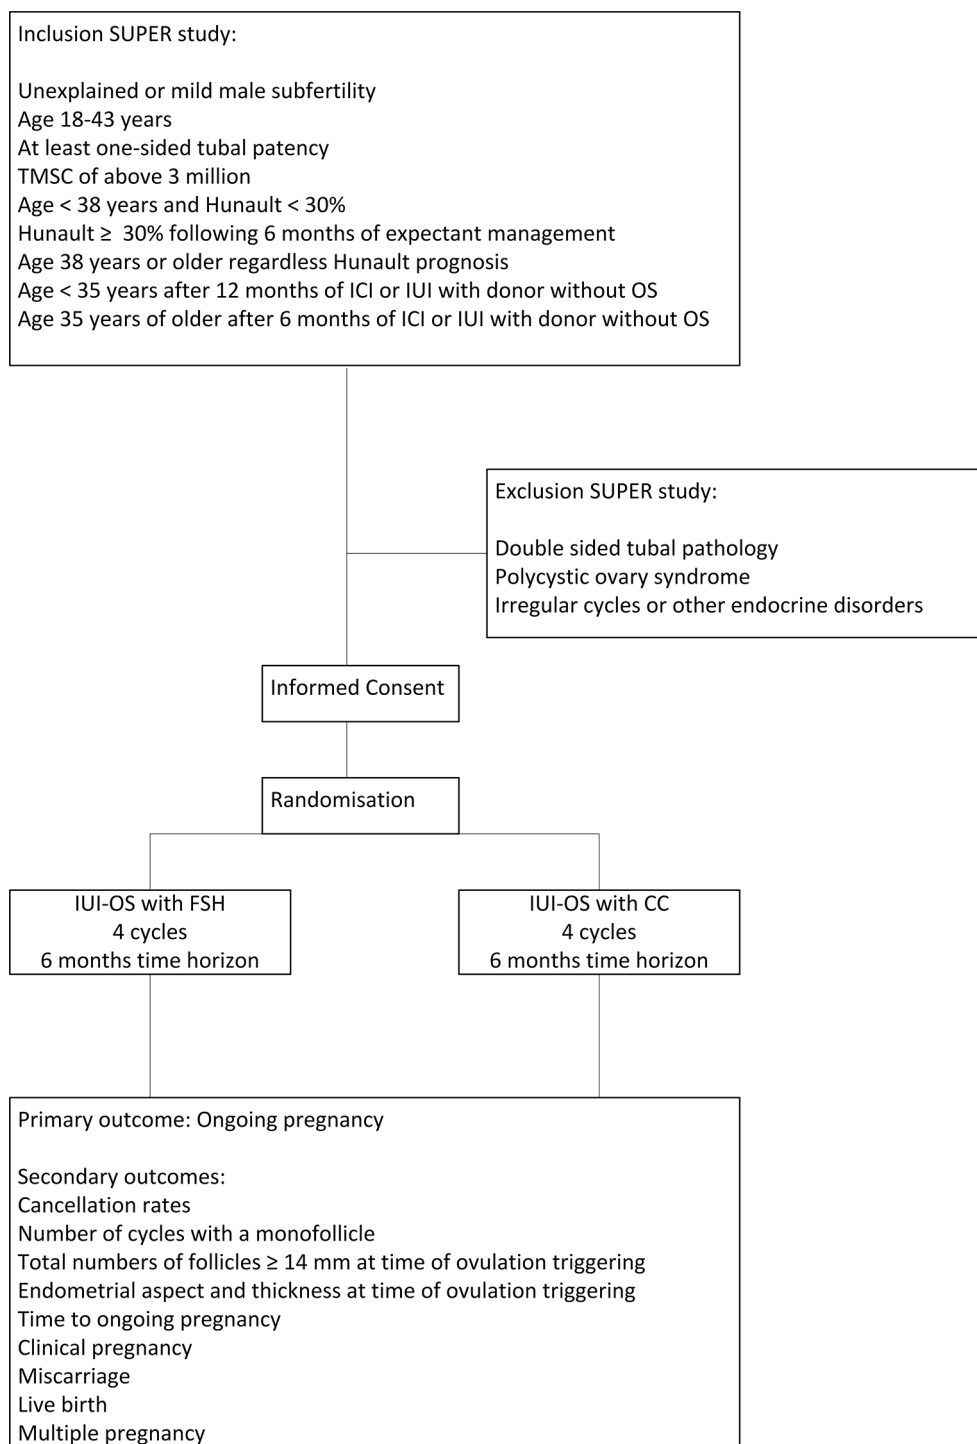 Inclusion SUPER study:
Unexplained or mild male subfertility
Age 18-43 years
At least one-sided tubal patency
TMSC of above 3 million
Age < 38 years and Hunault < 30%
Hunault ≥ 30% following 6 months of expectant management
Age 38 years or older regardless Hunault prognosis
Age < 35 years after 12 months of ICI or IUI with donor without OS
Age 35 years of older after 6 months of ICI or IUI with donor without OS
Exclusion SUPER study:
Double sided tubal pathology
Polycystic ovary syndrome
Irregular cycles or other endocrine disorders
Informed Consent
Randomisation
IUI-OS with FSH
4 cycles
6 months time horizon
IUI-OS with CC
4 cycles
6 months time horizon
Primary outcome: Ongoing pregnancy
Secondary outcomes:
Cancellation rates
Number of cycles with a monofollicle
Total numbers of follicles ≥ 14 mm at time of ovulation triggering
Endometrial aspect and thickness at time of ovulation triggering
Time to ongoing pregnancy
Clinical pregnancy
Miscarriage
Live birth
Multiple pregnancy